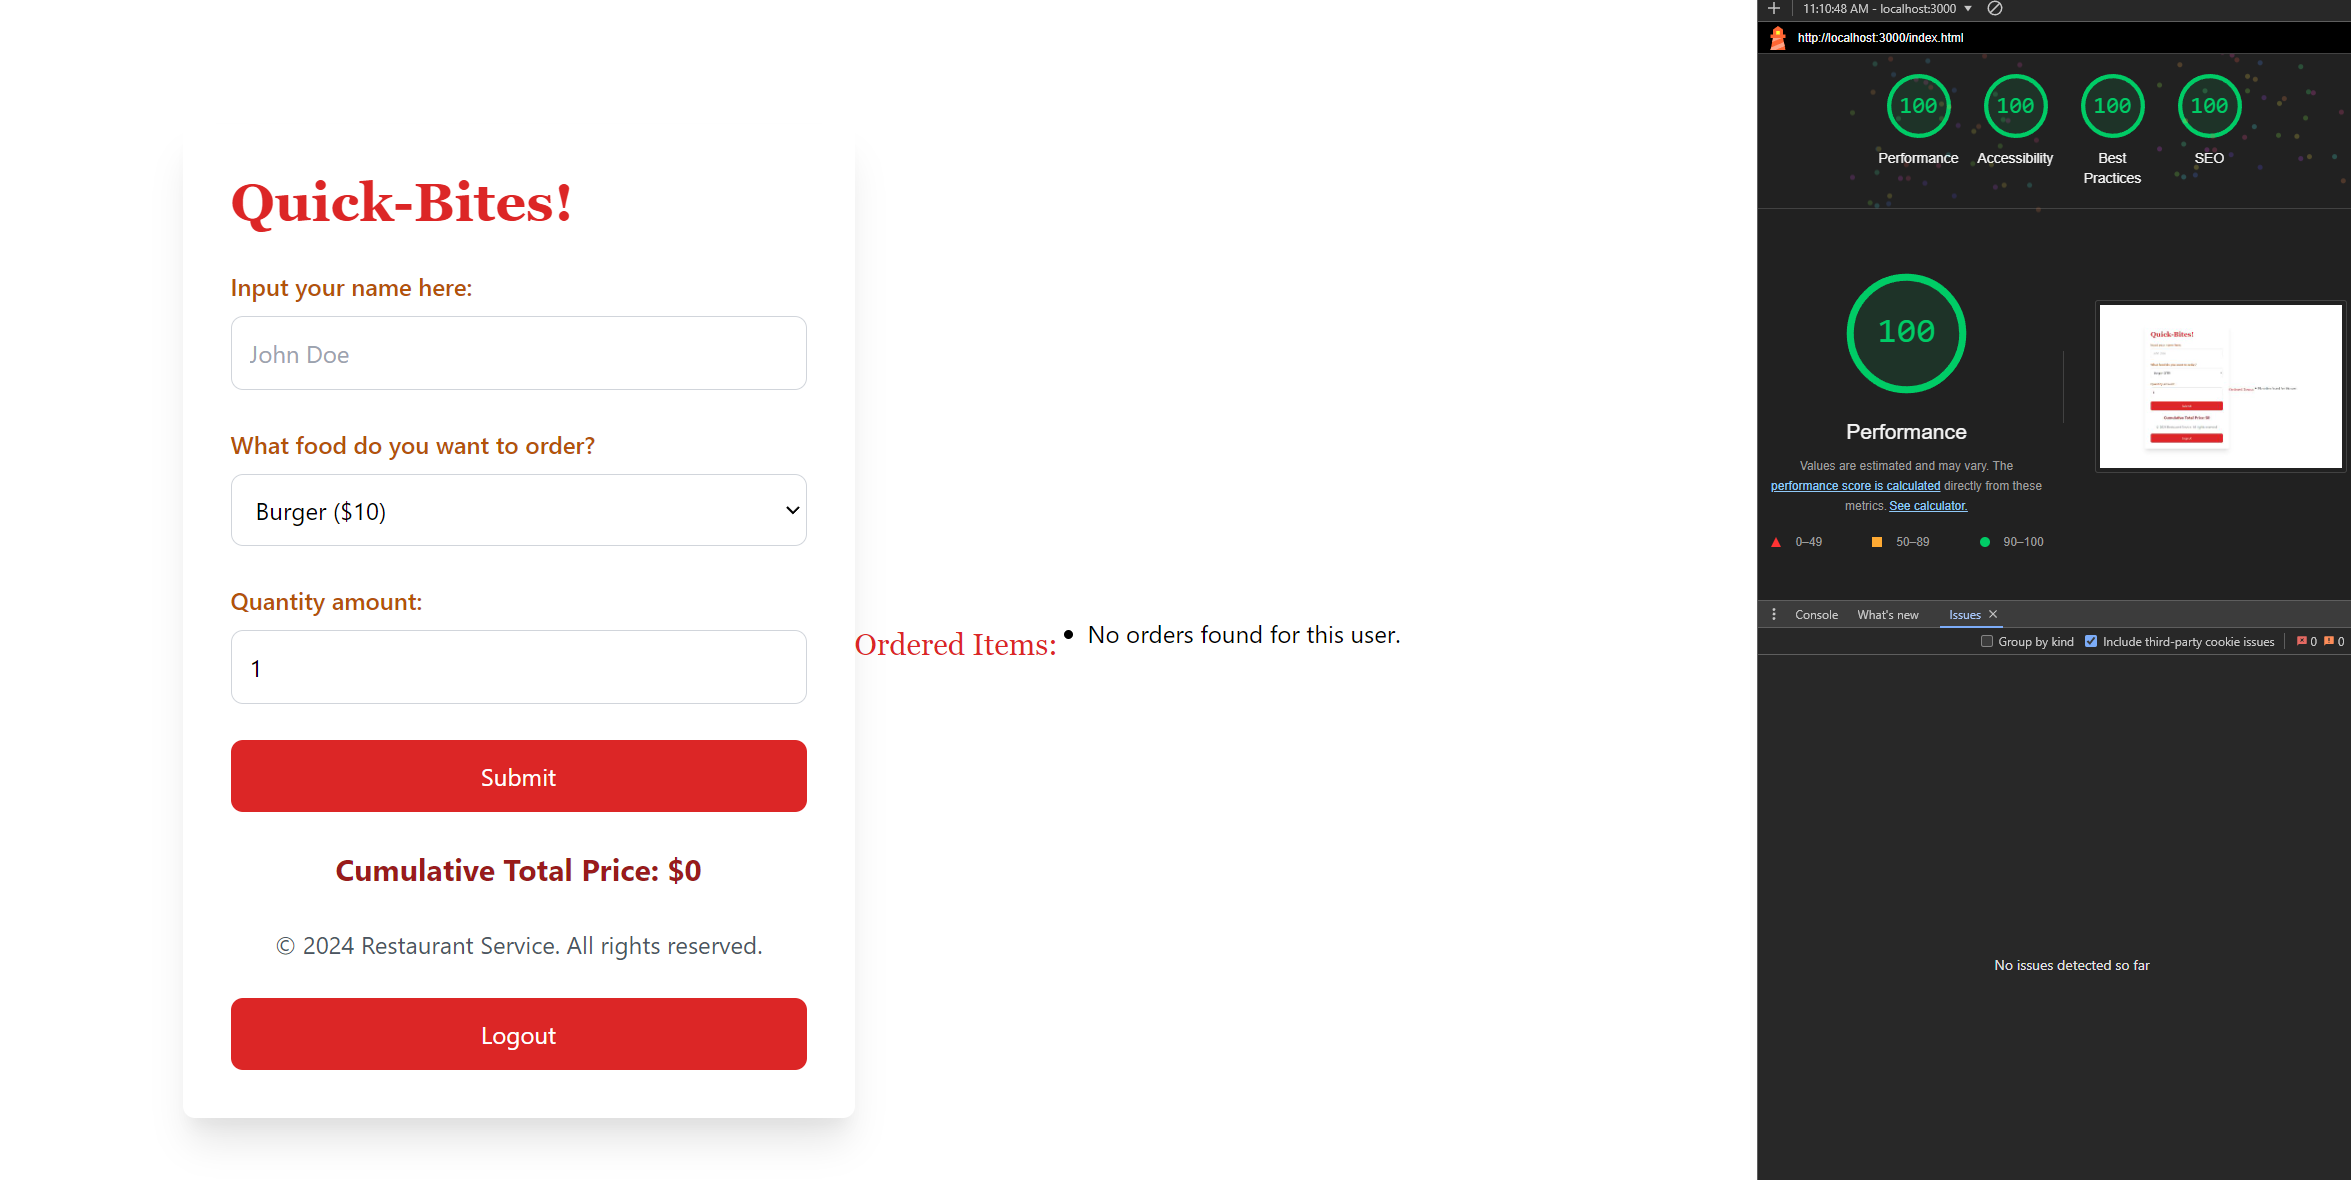 Quick-Bites!
Input your name here:
John Doe
What food do you want to order?
Burger ($10)
Quantity amount:
1
Submit
Cumulative Total Price: $0
© 2024 Restaurant Service. All rights reserved.
Logout
Ordered Items:
No orders found for this user.
11:10:48 AM - localhost:3000
http://localhost:3000/index.html
100 100 100 100
Performance Accessibility Best Practices SEO
100
Performance
Values are estimated and may vary. The
performance score is calculated directly from these
metrics. See calculator.
0–49 50–89 90–100
Quick-Bites!
Console What's new Issues
Group by kind Include third-party cookie issues 0 0
No issues detected so far